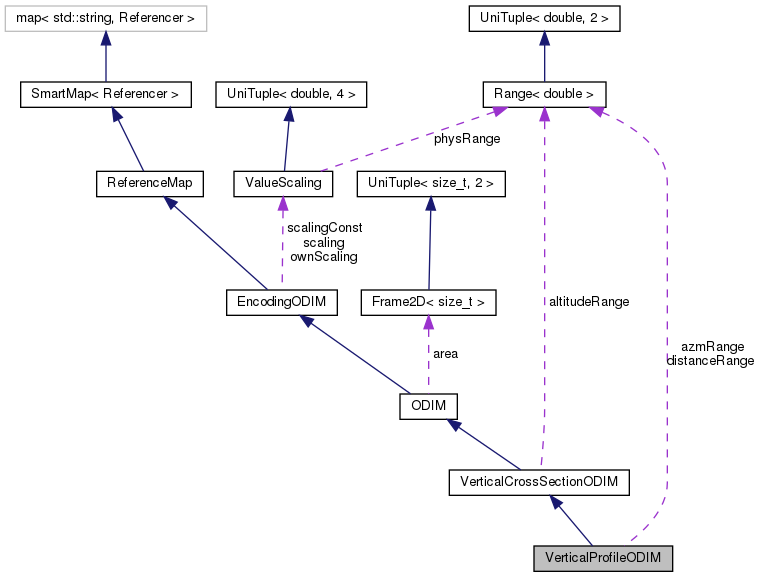 map< std::string, Referencer >
UniTuple< double, 2 >
SmartMap< Referencer >
UniTuple< double, 4 >
Range< double >
physRange
ReferenceMap
ValueScaling
UniTuple< size_t, 2 >
scalingConst
scaling
ownScaling
EncodingODIM
Frame2D< size_t >
altitudeRange
area
azmRange
distanceRange
ODIM
VerticalCrossSectionODIM
VerticalProfileODIM